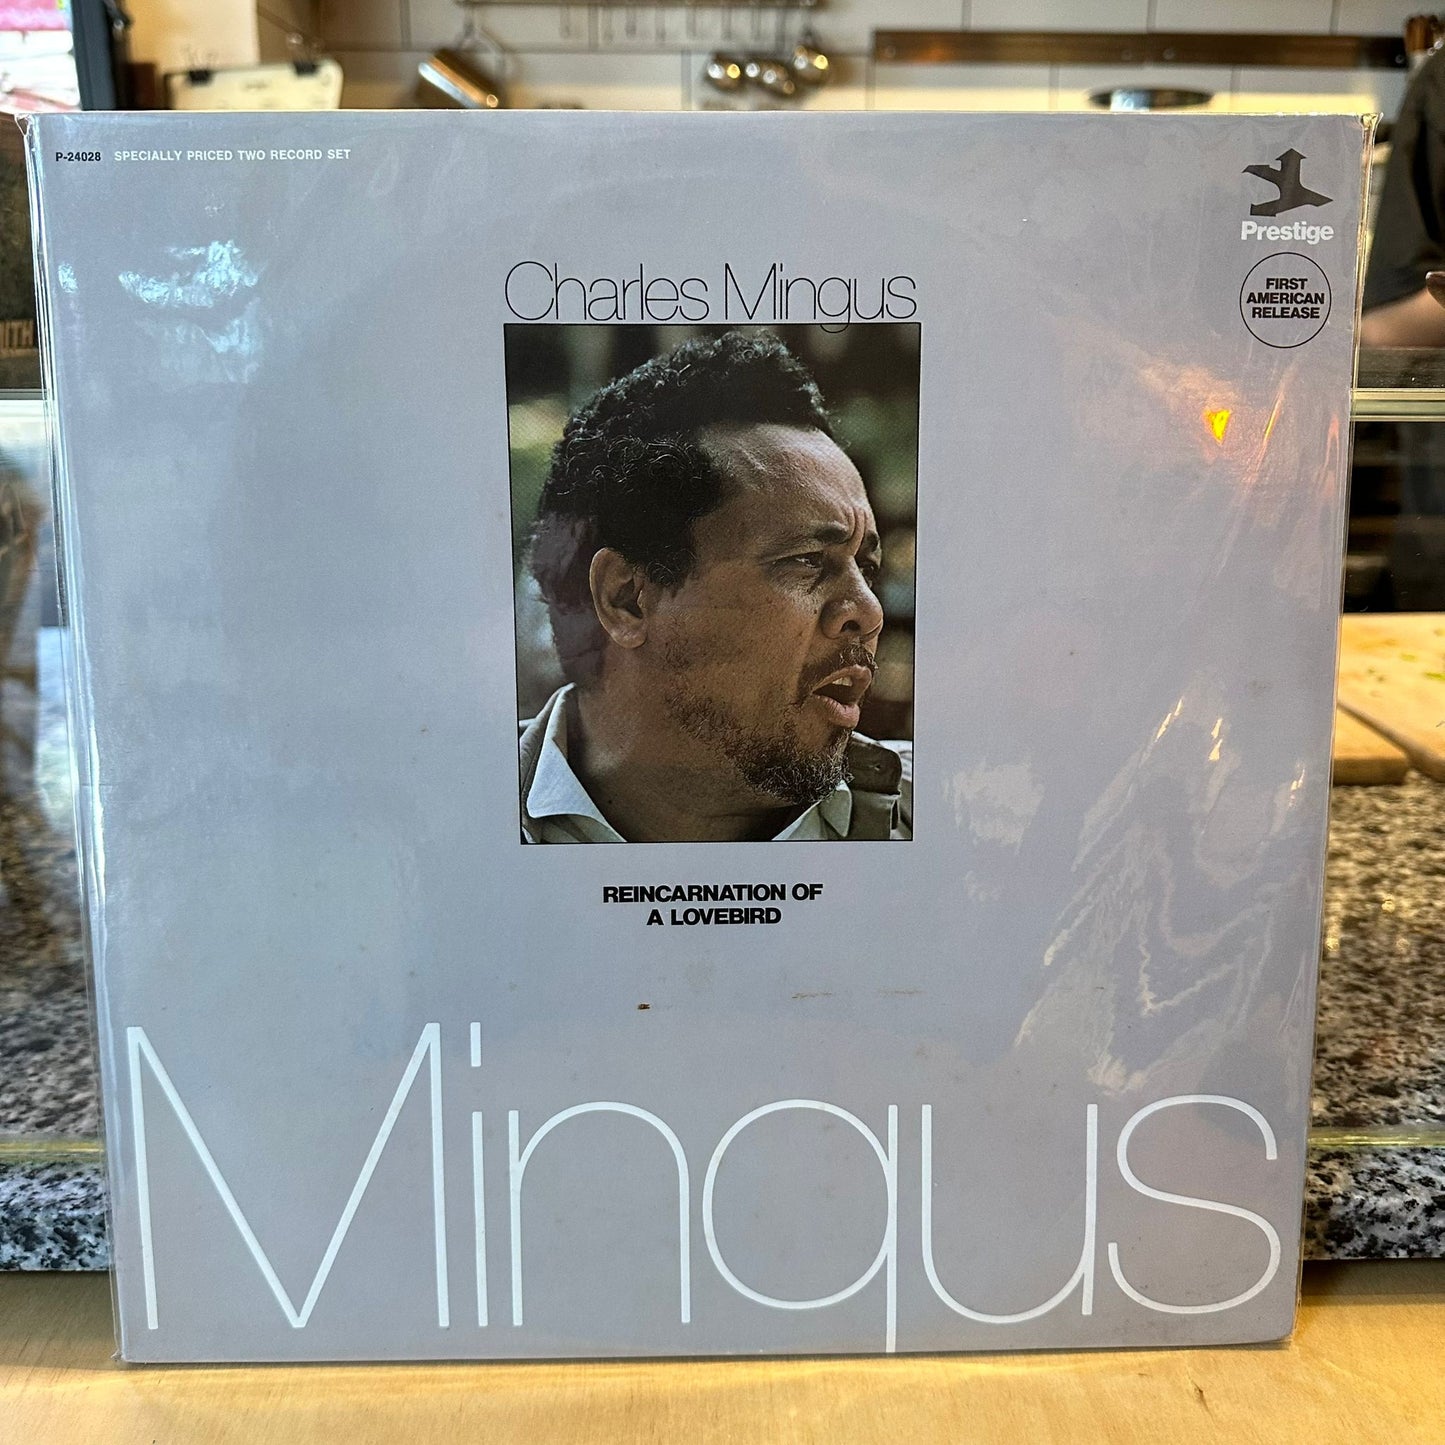 P-24028 SPECIALLY PRICED TWO RECORD SET
Prestige
FIRST
AMERICAN
RELEASE
Charles Mingus
REINCARNATION OF
A LOVEBIRD
Mingus